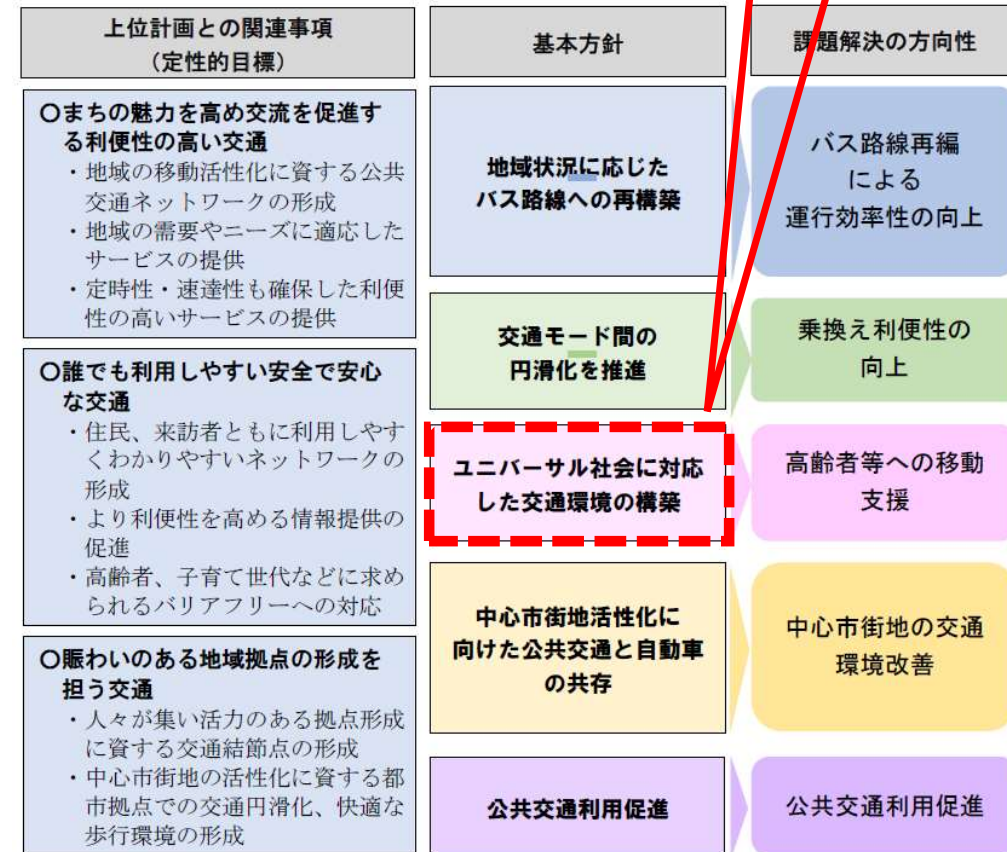 上位計画との関連事項
（定性的目標）
〇まちの魅力を高め交流を促進す
る利便性の高い交通
・地域の移動活性化に資する公共
交通ネットワークの形成
・地域の需要やニーズに適応した
サービスの提供
・定時性・速達性も確保した利便
性の高いサービスの提供
〇誰でも利用しやすい安全で安心
な交通
・住民、来訪者ともに利用しやす
くわかりやすいネットワークの
形成
・より利便性を高める情報提供の
促進
・高齢者、子育て世代などに求め
られるバリアフリーへの対応
〇賑わいのある地域拠点の形成を
担う交通
・人々が集い活力のある拠点形成
に資する交通結節点の形成
・中心市街地の活性化に資する都
市拠点での交通円滑化、快適な
歩行環境の形成
基本方針
地域状況に応じた
バス路線への再構築
交通モード間の
円滑化を推進
ユニバーサル社会に対応
した交通環境の構築
中心市街地活性化に
向けた公共交通と自動車
の共存
公共交通利用促進
課題解決の方向性
バス路線再編
による
運行効率性の向上
乗換え利便性の
向上
高齢者等への移動
支援
中心市街地の交通
環境改善
公共交通利用促進